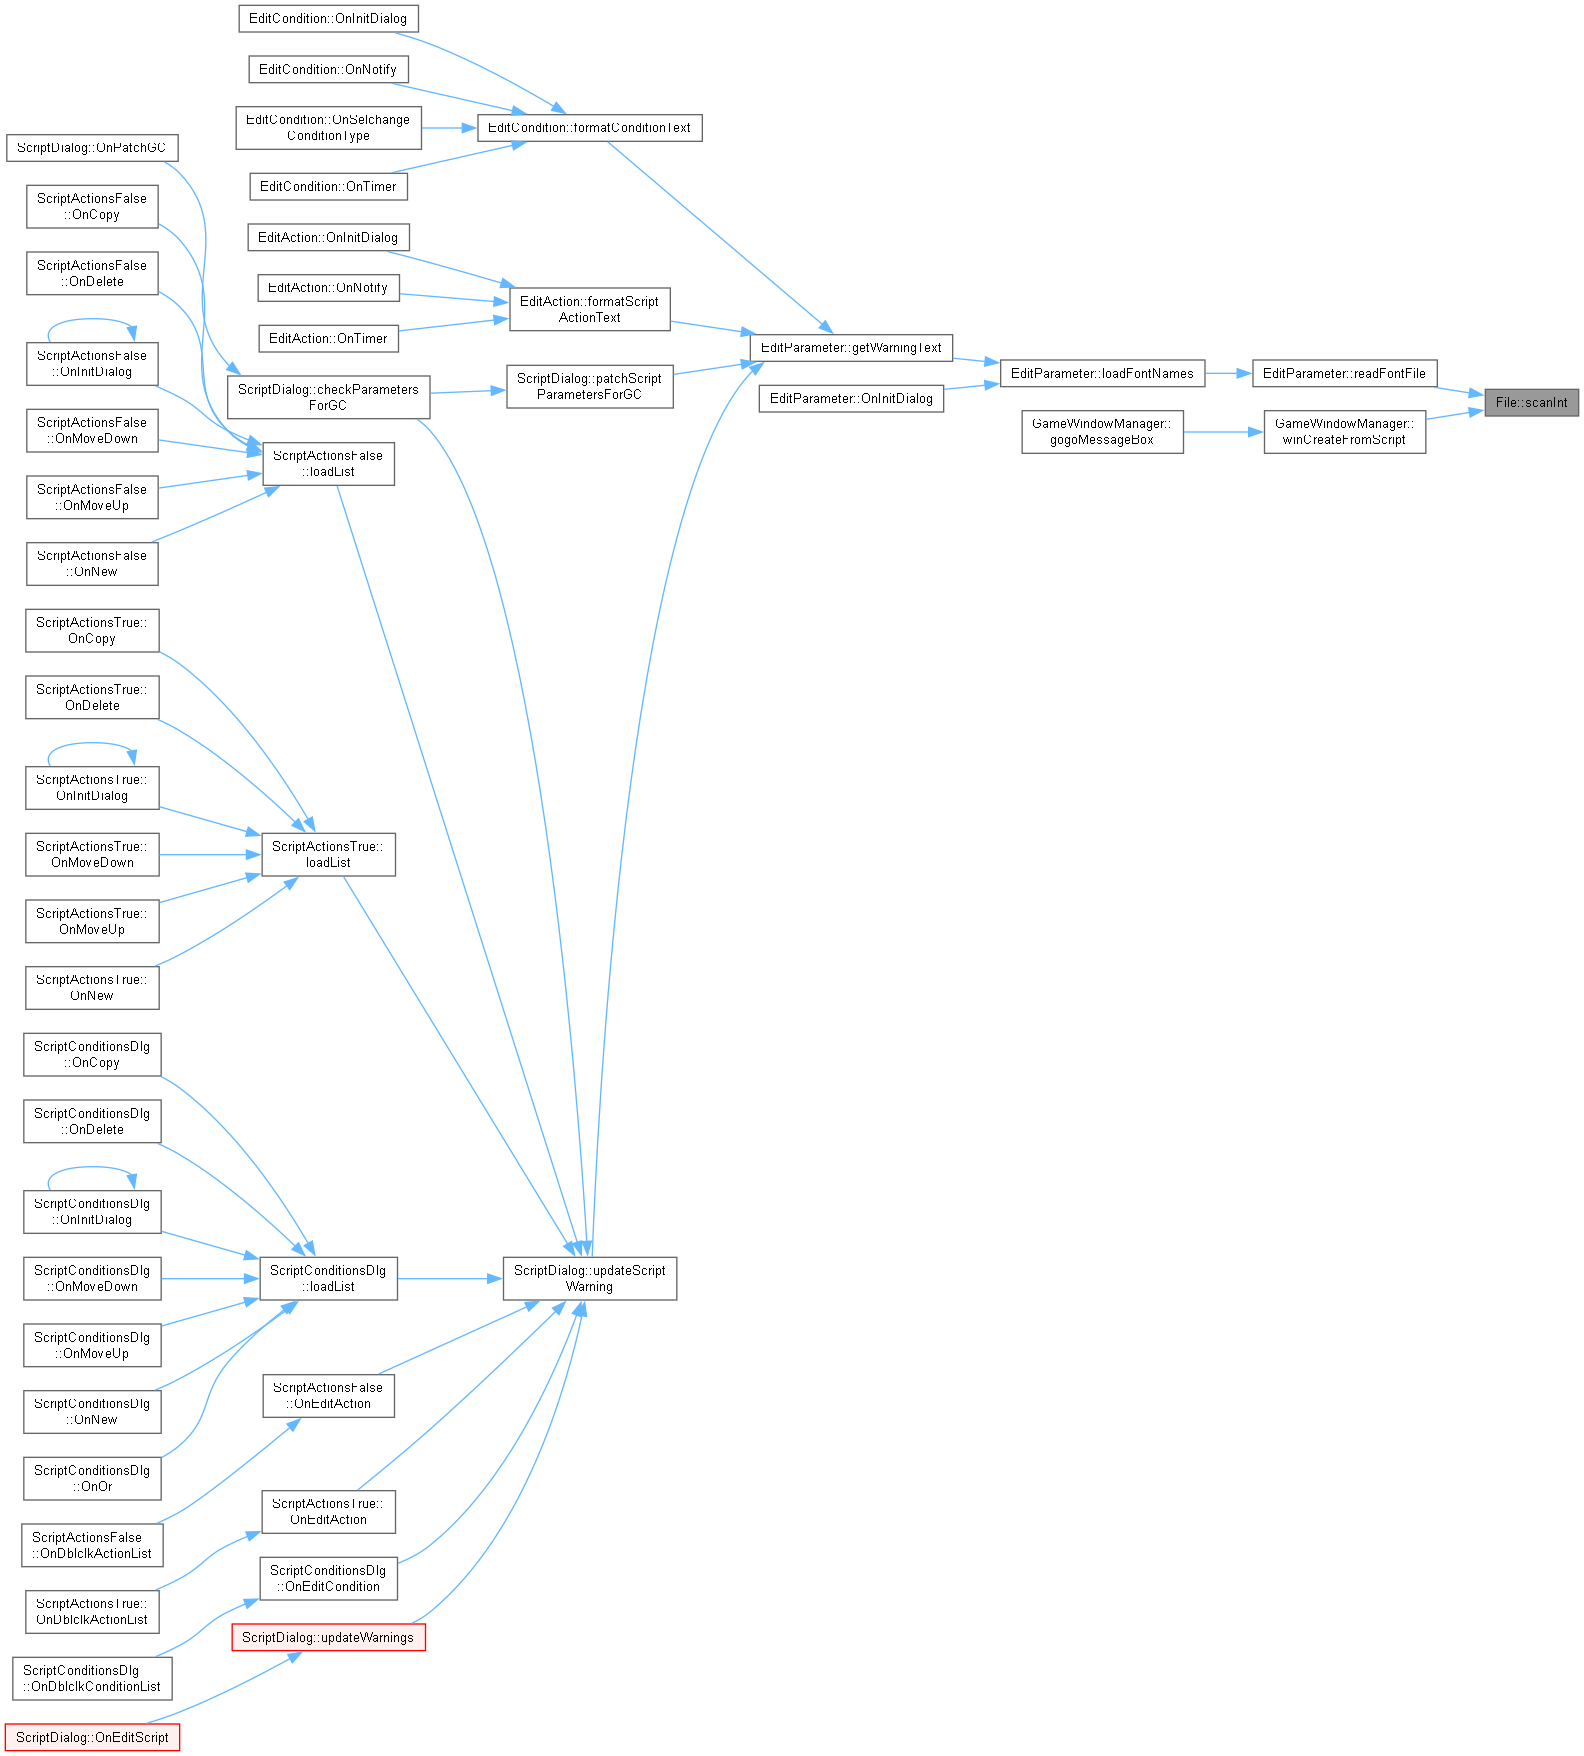 EditCondition::OnInitDialog
EditCondition::OnNotify
EditCondition::OnSelchange
ConditionType
EditCondition::formatConditionText
ScriptDialog::OnPatchGC
EditCondition::OnTimer
ScriptActionsFalse
::OnCopy
EditAction::OnInitDialog
ScriptActionsFalse
::OnDelete
EditAction::OnNotify
EditAction::formatScript
ActionText
EditAction::OnTimer
EditParameter::getWarningText
ScriptActionsFalse
::OnInitDialog
EditParameter::loadFontNames
EditParameter::readFontFile
ScriptDialog::patchScript
ParametersForGC
ScriptDialog::checkParameters
ForGC
EditParameter::OnInitDialog
File::scanInt
ScriptActionsFalse
::OnMoveDown
GameWindowManager::
gogoMessageBox
GameWindowManager::
winCreateFromScript
ScriptActionsFalse
::loadList
ScriptActionsFalse
::OnMoveUp
ScriptActionsFalse
::OnNew
ScriptActionsTrue::
OnCopy
ScriptActionsTrue::
OnDelete
ScriptActionsTrue::
OnInitDialog
ScriptActionsTrue::
OnMoveDown
ScriptActionsTrue::
loadList
ScriptActionsTrue::
OnMoveUp
ScriptActionsTrue::
OnNew
ScriptConditionsDlg
::OnCopy
ScriptConditionsDlg
::OnDelete
ScriptConditionsDlg
::OnInitDialog
ScriptConditionsDlg
::OnMoveDown
ScriptConditionsDlg
::loadList
ScriptDialog::updateScript
Warning
ScriptConditionsDlg
::OnMoveUp
ScriptConditionsDlg
::OnNew
ScriptActionsFalse
::OnEditAction
ScriptConditionsDlg
::OnOr
ScriptActionsTrue::
OnEditAction
ScriptActionsFalse
::OnDblclkActionList
ScriptConditionsDlg
::OnEditCondition
ScriptActionsTrue::
OnDblclkActionList
ScriptDialog::updateWarnings
ScriptConditionsDlg
::OnDblclkConditionList
ScriptDialog::OnEditScript